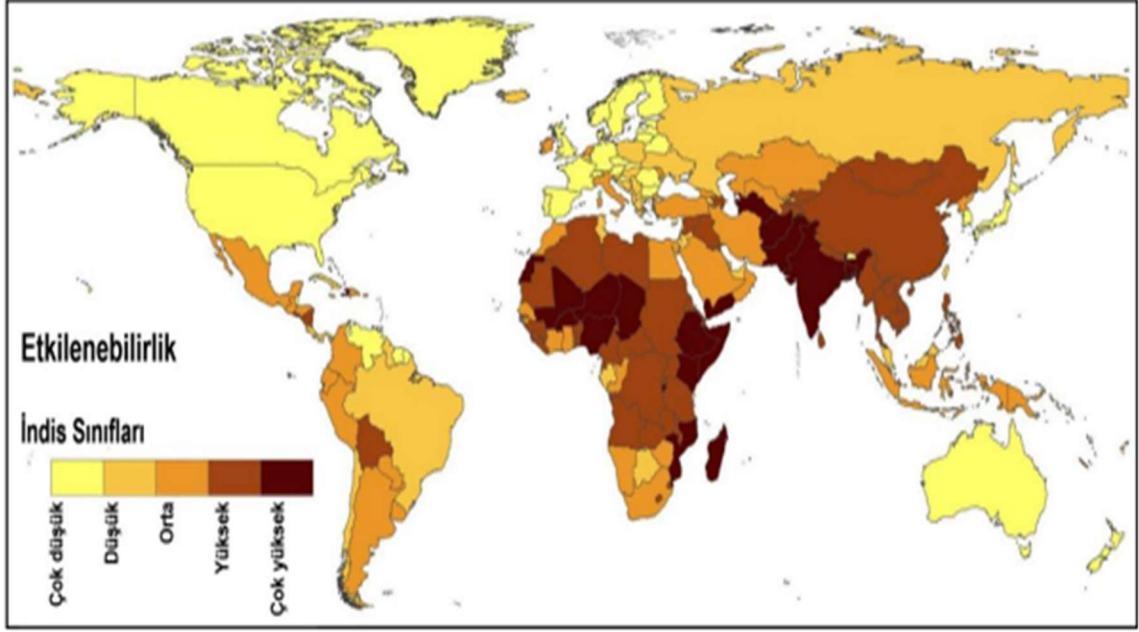 Etkilenebilirlik
İndis Sınıfları
Çok düşük
Düşük
Orta
Yüksek
Çok yüksek